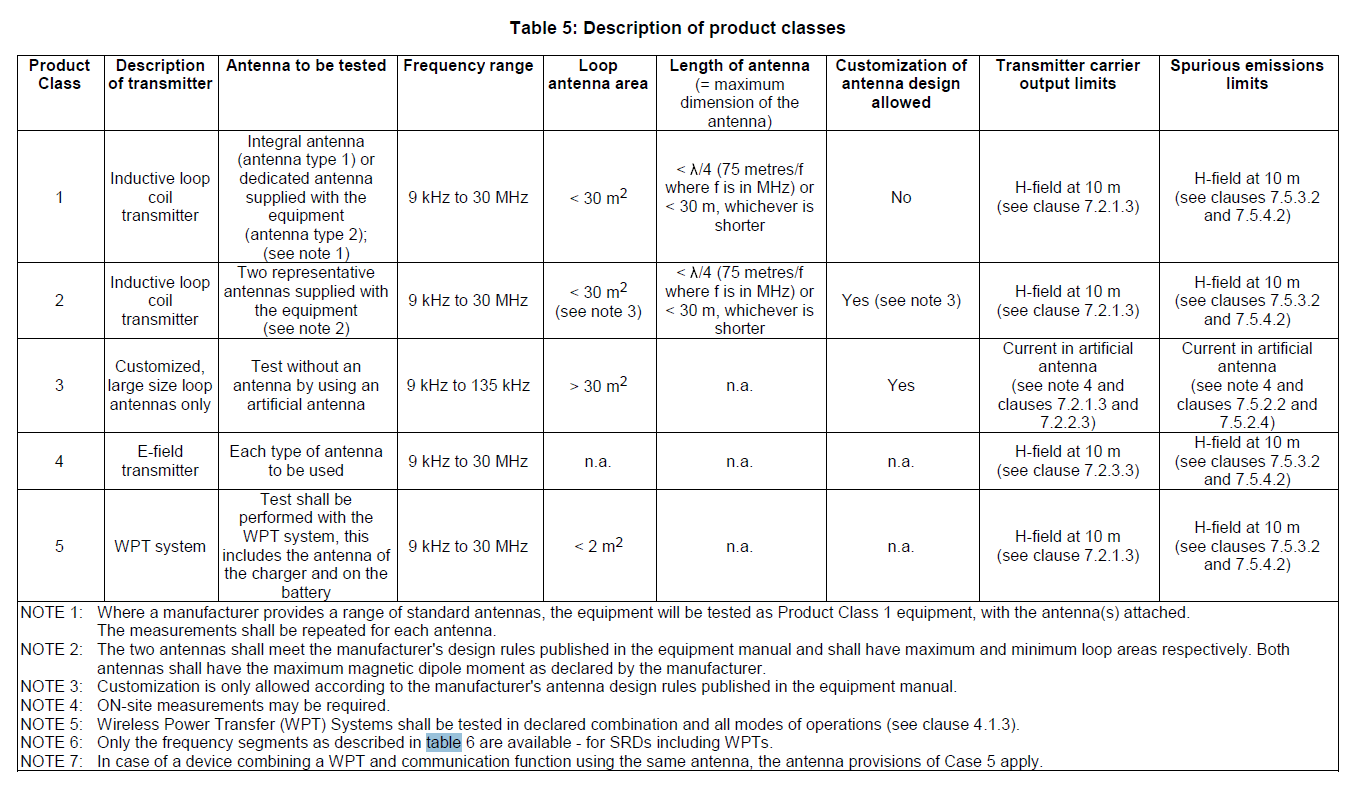 Table 5: Description of product classes
Product
Class
Description
of transmitter
Antenna to be tested
Frequency range
Loop
antenna area
Length of antenna
(= maximum
dimension of the
antenna)
Customization of
antenna design
allowed
Transmitter carrier
output limits
Spurious emissions
limits
1
Inductive loop
coil
transmitter
Integral antenna
(antenna type 1) or
dedicated antenna
supplied with the
equipment
(antenna type 2);
(see note 1)
9 kHz to 30 MHz
< 30 m2
< λ/4 (75 metres/f
where f is in MHz) or
< 30 m, whichever is
shorter
No
H-field at 10 m
(see clause 7.2.1.3)
H-field at 10 m
(see clauses 7.5.3.2
and 7.5.4.2)
2
Inductive loop
coil
transmitter
Two representative
antennas supplied with
the equipment
(see note 2)
9 kHz to 30 MHz
< 30 m2
(see note 3)
< λ/4 (75 metres/f
where f is in MHz) or
< 30 m, whichever is
shorter
Yes (see note 3)
H-field at 10 m
(see clause 7.2.1.3)
H-field at 10 m
(see clauses 7.5.3.2
and 7.5.4.2)
3
Customized,
large size loop
antennas only
Test without an
antenna by using an
artificial antenna
9 kHz to 135 kHz
> 30 m2
n.a.
Yes
Current in artificial
antenna
(see note 4 and
clauses 7.2.1.3 and
7.2.2.3)
Current in artificial
antenna
(see note 4 and
clauses 7.5.2.2 and
7.5.2.4)
4
E-field
transmitter
Each type of antenna
to be used
9 kHz to 30 MHz
n.a.
n.a.
n.a.
H-field at 10 m
(see clause 7.2.3.3)
H-field at 10 m
(see clauses 7.5.3.2
and 7.5.4.2)
5
WPT system
Test shall be
performed with the
WPT system, this
includes the antenna of
the charger and on the
battery
9 kHz to 30 MHz
< 2 m2
n.a.
n.a.
H-field at 10 m
(see clause 7.2.1.3)
H-field at 10 m
(see clauses 7.5.3.2
and 7.5.4.2)
NOTE 1: Where a manufacturer provides a range of standard antennas, the equipment will be tested as Product Class 1 equipment, with the antenna(s) attached.
The measurements shall be repeated for each antenna.
NOTE 2: The two antennas shall meet the manufacturer's design rules published in the equipment manual and shall have maximum and minimum loop areas respectively. Both
antennas shall have the maximum magnetic dipole moment as declared by the manufacturer.
NOTE 3: Customization is only allowed according to the manufacturer's antenna design rules published in the equipment manual.
NOTE 4: ON-site measurements may be required.
NOTE 5: Wireless Power Transfer (WPT) Systems shall be tested in declared combination and all modes of operations (see clause 4.1.3).
NOTE 6: Only the frequency segments as described in table 6 are available - for SRDs including WPTs.
NOTE 7: In case of a device combining a WPT and communication function using the same antenna, the antenna provisions of Case 5 apply.